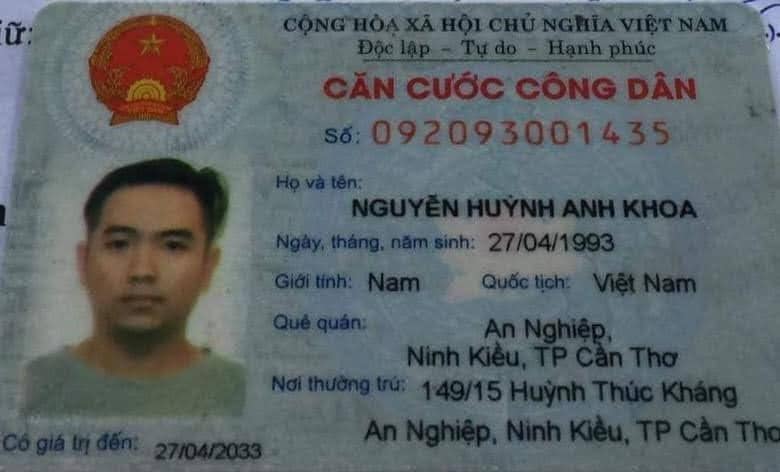 iữ:
CỘNG HÒA XÃ HỘI CHỦ NGHĨA VIỆT NAM
Độc lập - Tự do - Hạnh phúc
CĂN CƯỚC CÔNG DÂN
Số: 092093001435
Họ và tên:
NGUYỄN HUỲNH ANH KHOA
Ngày, tháng, năm sinh: 27/04/1993
Giới tính: Nam Quốc tịch: Việt Nam
Quê quán: An Nghiệp,
Ninh Kiều, TP Cần Thơ
Nơi thường trú: 149/15 Huỳnh Thúc Kháng
An Nghiệp, Ninh Kiều, TP Cần Thơ
Có giá trị đến: 27/04/2033